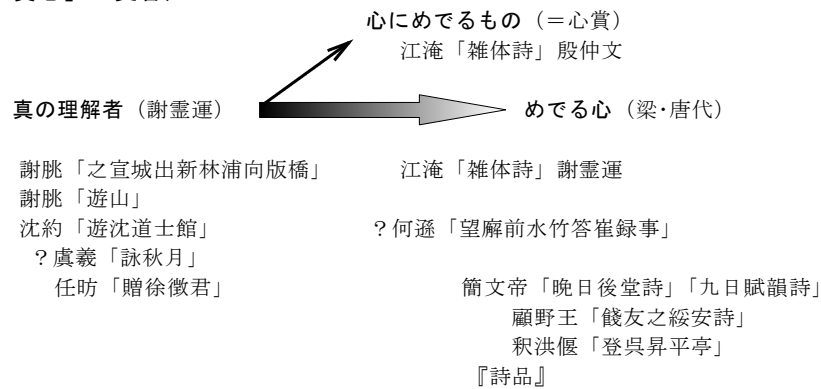 心にめでるもの（＝心賞）
江淹「雑体詩」殷仲文
真の理解者（謝霊運）
めでる心（梁・唐代）
謝朓「之宣城出新林浦向版橋」
江淹「雑体詩」謝霊運
謝朓「遊山」
沈約「遊沈道士館」
？何遜「望廨前水竹答崔録事」
？虞羲「詠秋月」
任昉「贈徐徴君」
簡文帝「晩日後堂詩」「九日賦韻詩」
顧野王「餞友之綏安詩」
釈洪偃「登呉昇平亭」
『詩品』